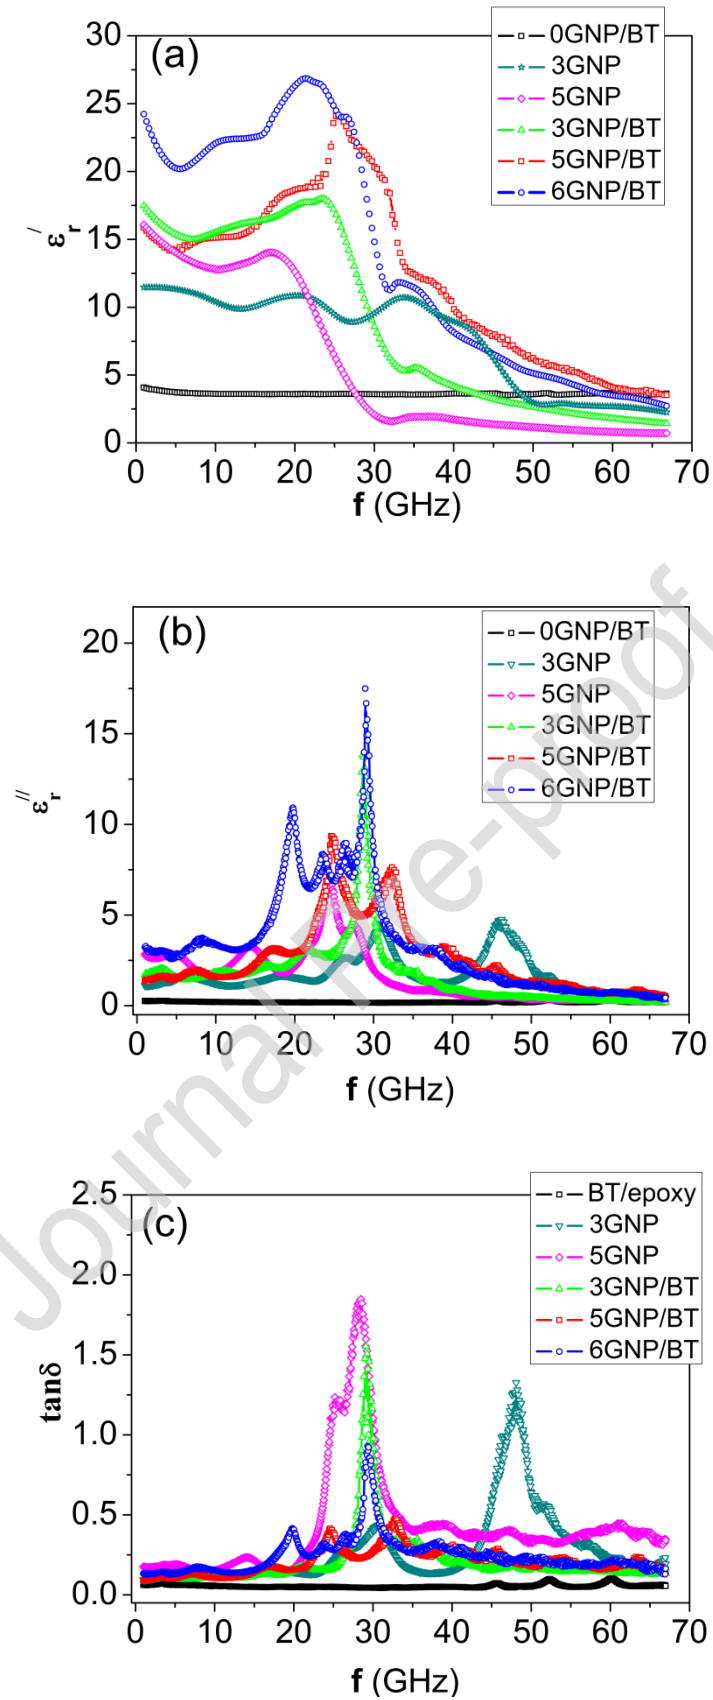 (a)
0GNP/BT
3GNP
5GNP
3GNP/BT
5GNP/BT
6GNP/BT
30
25
20
15
10
5
0
εr/
0 10 20 30 40 50 60 70
f (GHz)
(b)
0GNP/BT
3GNP
5GNP
3GNP/BT
5GNP/BT
6GNP/BT
20
15
10
5
0
εr//
0 10 20 30 40 50 60 70
f (GHz)
(c)
BT/epoxy
3GNP
5GNP
3GNP/BT
5GNP/BT
6GNP/BT
2.5
2.0
1.5
1.0
0.5
0.0
tanδ
0 10 20 30 40 50 60 70
f (GHz)
Journal Pre-proof